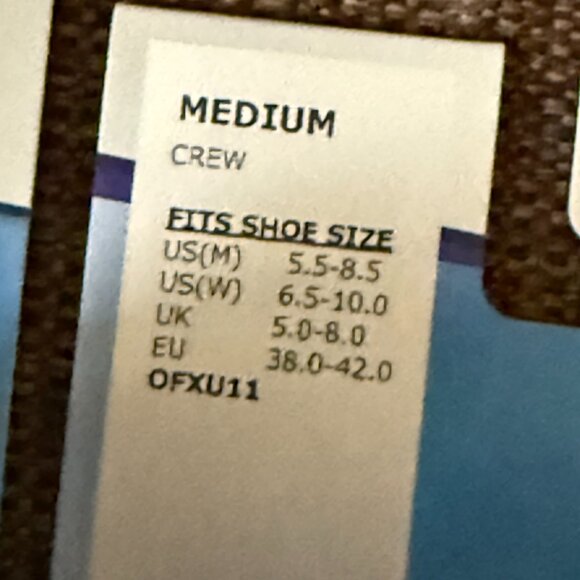 MEDIUM
CREW
FITS SHOE SIZE
US(M) 5.5-8.5
US(W) 6.5-10.0
UK 5.0-8.0
EU 38.0-42.0
OFXU11